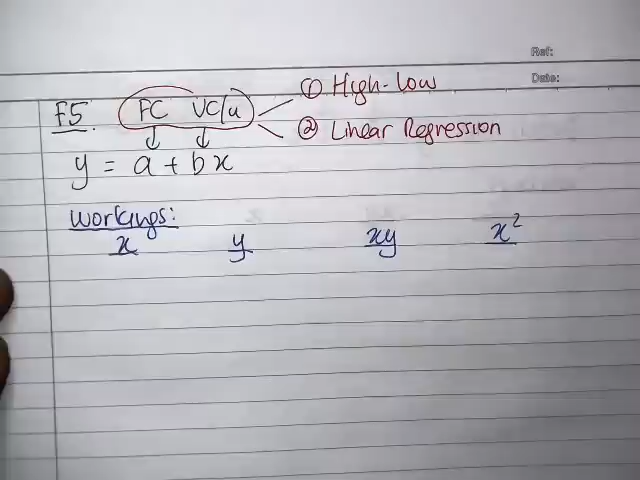 Ref:
Date:
① High-Low
F5. FC VC/u
② Linear Regression
y = a + bx
Workings:
x y xy x²